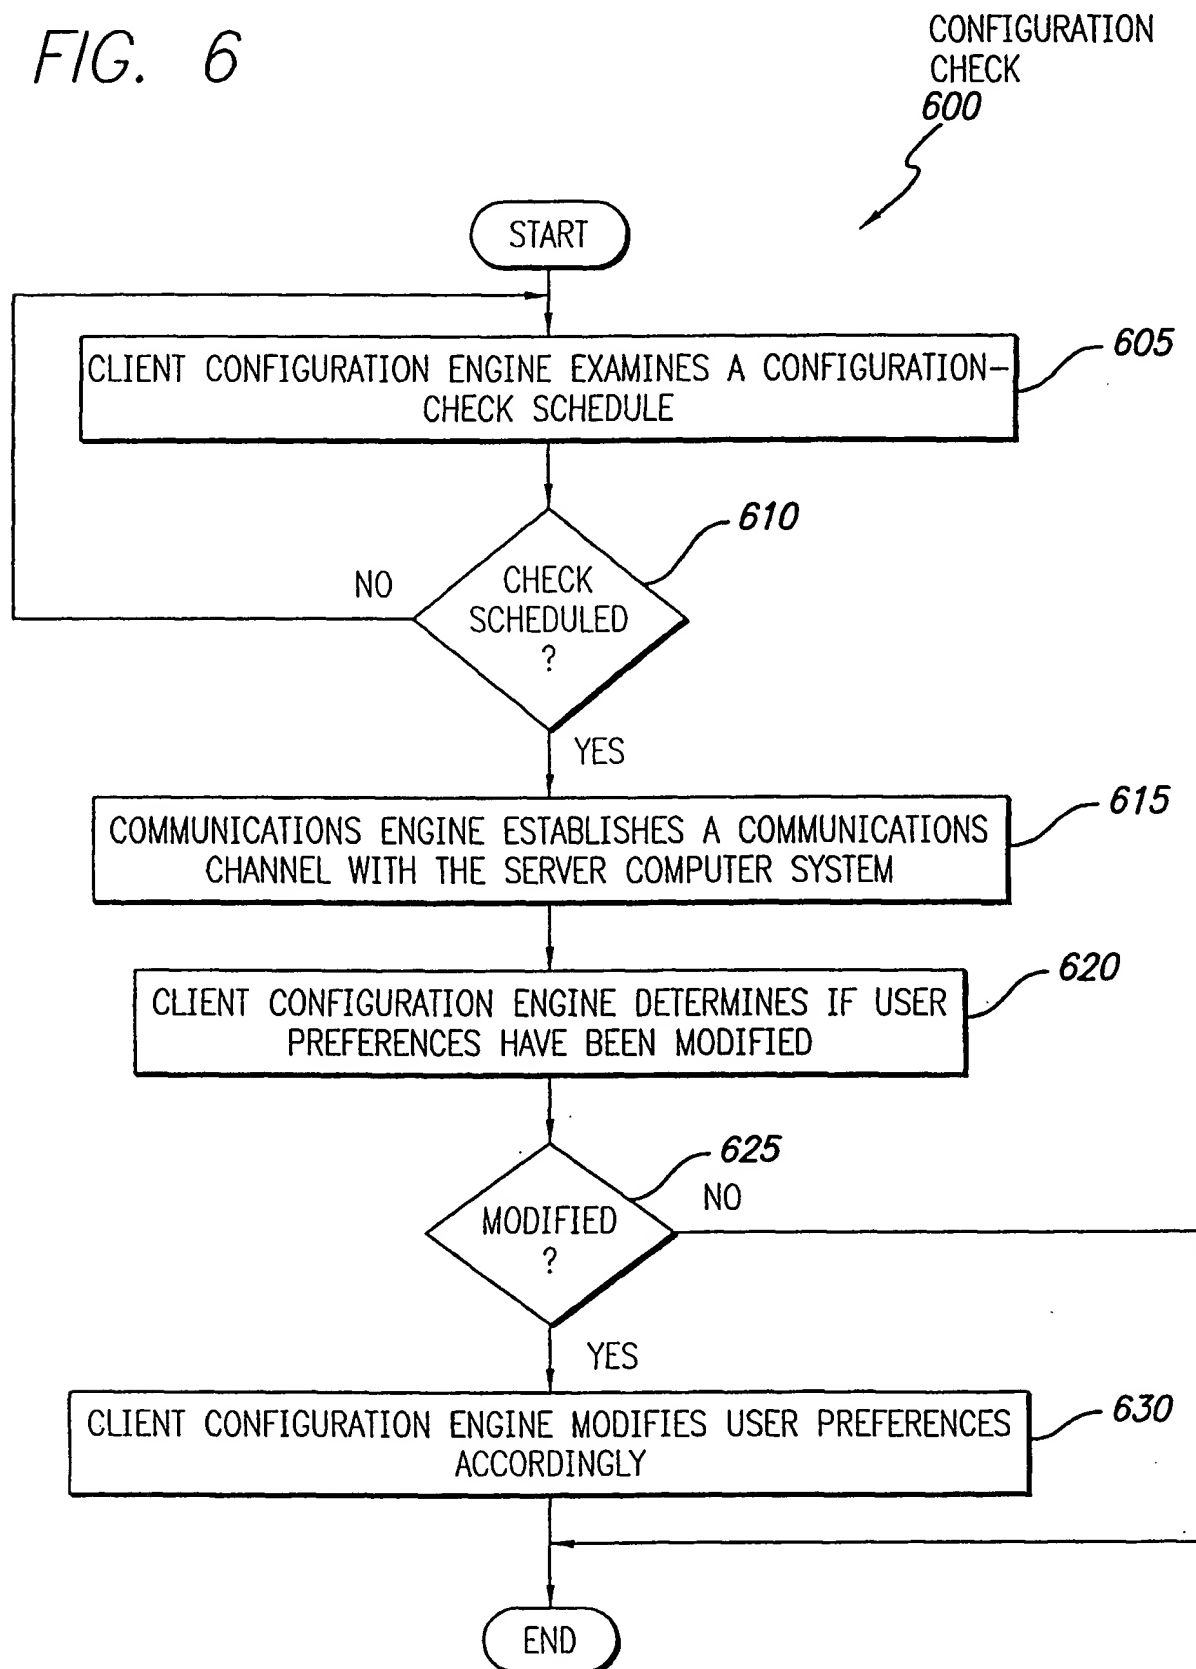 FIG. 6
CONFIGURATION
CHECK
600
START
CLIENT CONFIGURATION ENGINE EXAMINES A CONFIGURATION-
CHECK SCHEDULE
605
610
CHECK
SCHEDULED
?
NO
YES
COMMUNICATIONS ENGINE ESTABLISHES A COMMUNICATIONS
CHANNEL WITH THE SERVER COMPUTER SYSTEM
615
CLIENT CONFIGURATION ENGINE DETERMINES IF USER
PREFERENCES HAVE BEEN MODIFIED
620
625
MODIFIED
?
NO
YES
CLIENT CONFIGURATION ENGINE MODIFIES USER PREFERENCES
ACCORDINGLY
630
END